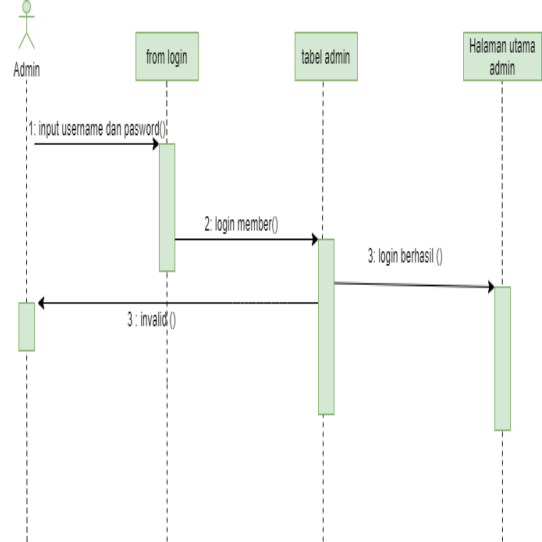 Admin
from login
tabel admin
Halaman utama
admin
1: input username dan pasword()
2: login member()
3: login berhasil ()
3 : invalid ()